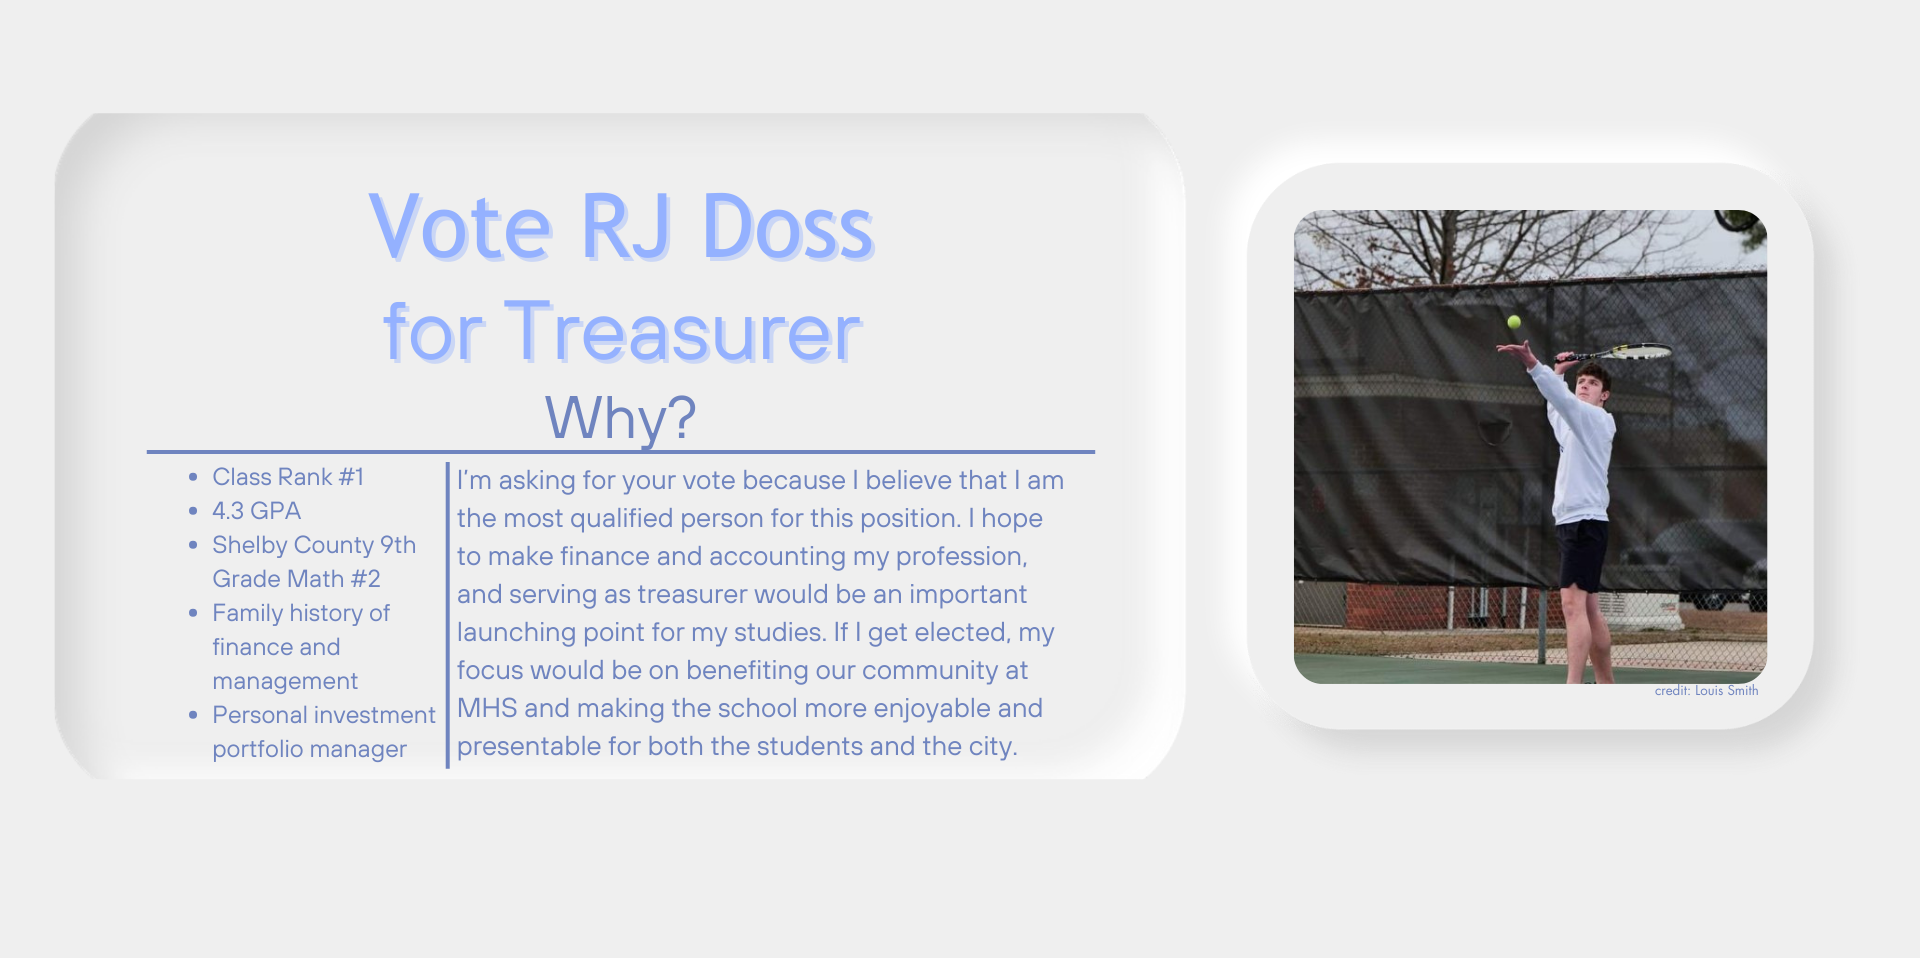 Vote RJ Doss
for Treasurer
Why?
• Class Rank #1
• 4.3 GPA
• Shelby County 9th
Grade Math #2
• Family history of
finance and
management
• Personal investment
portfolio manager
I'm asking for your vote because I believe that I am
the most qualified person for this position. I hope
to make finance and accounting my profession,
and serving as treasurer would be an important
launching point for my studies. If I get elected, my
focus would be on benefiting our community at
MHS and making the school more enjoyable and
presentable for both the students and the city.
credit: Louis Smith